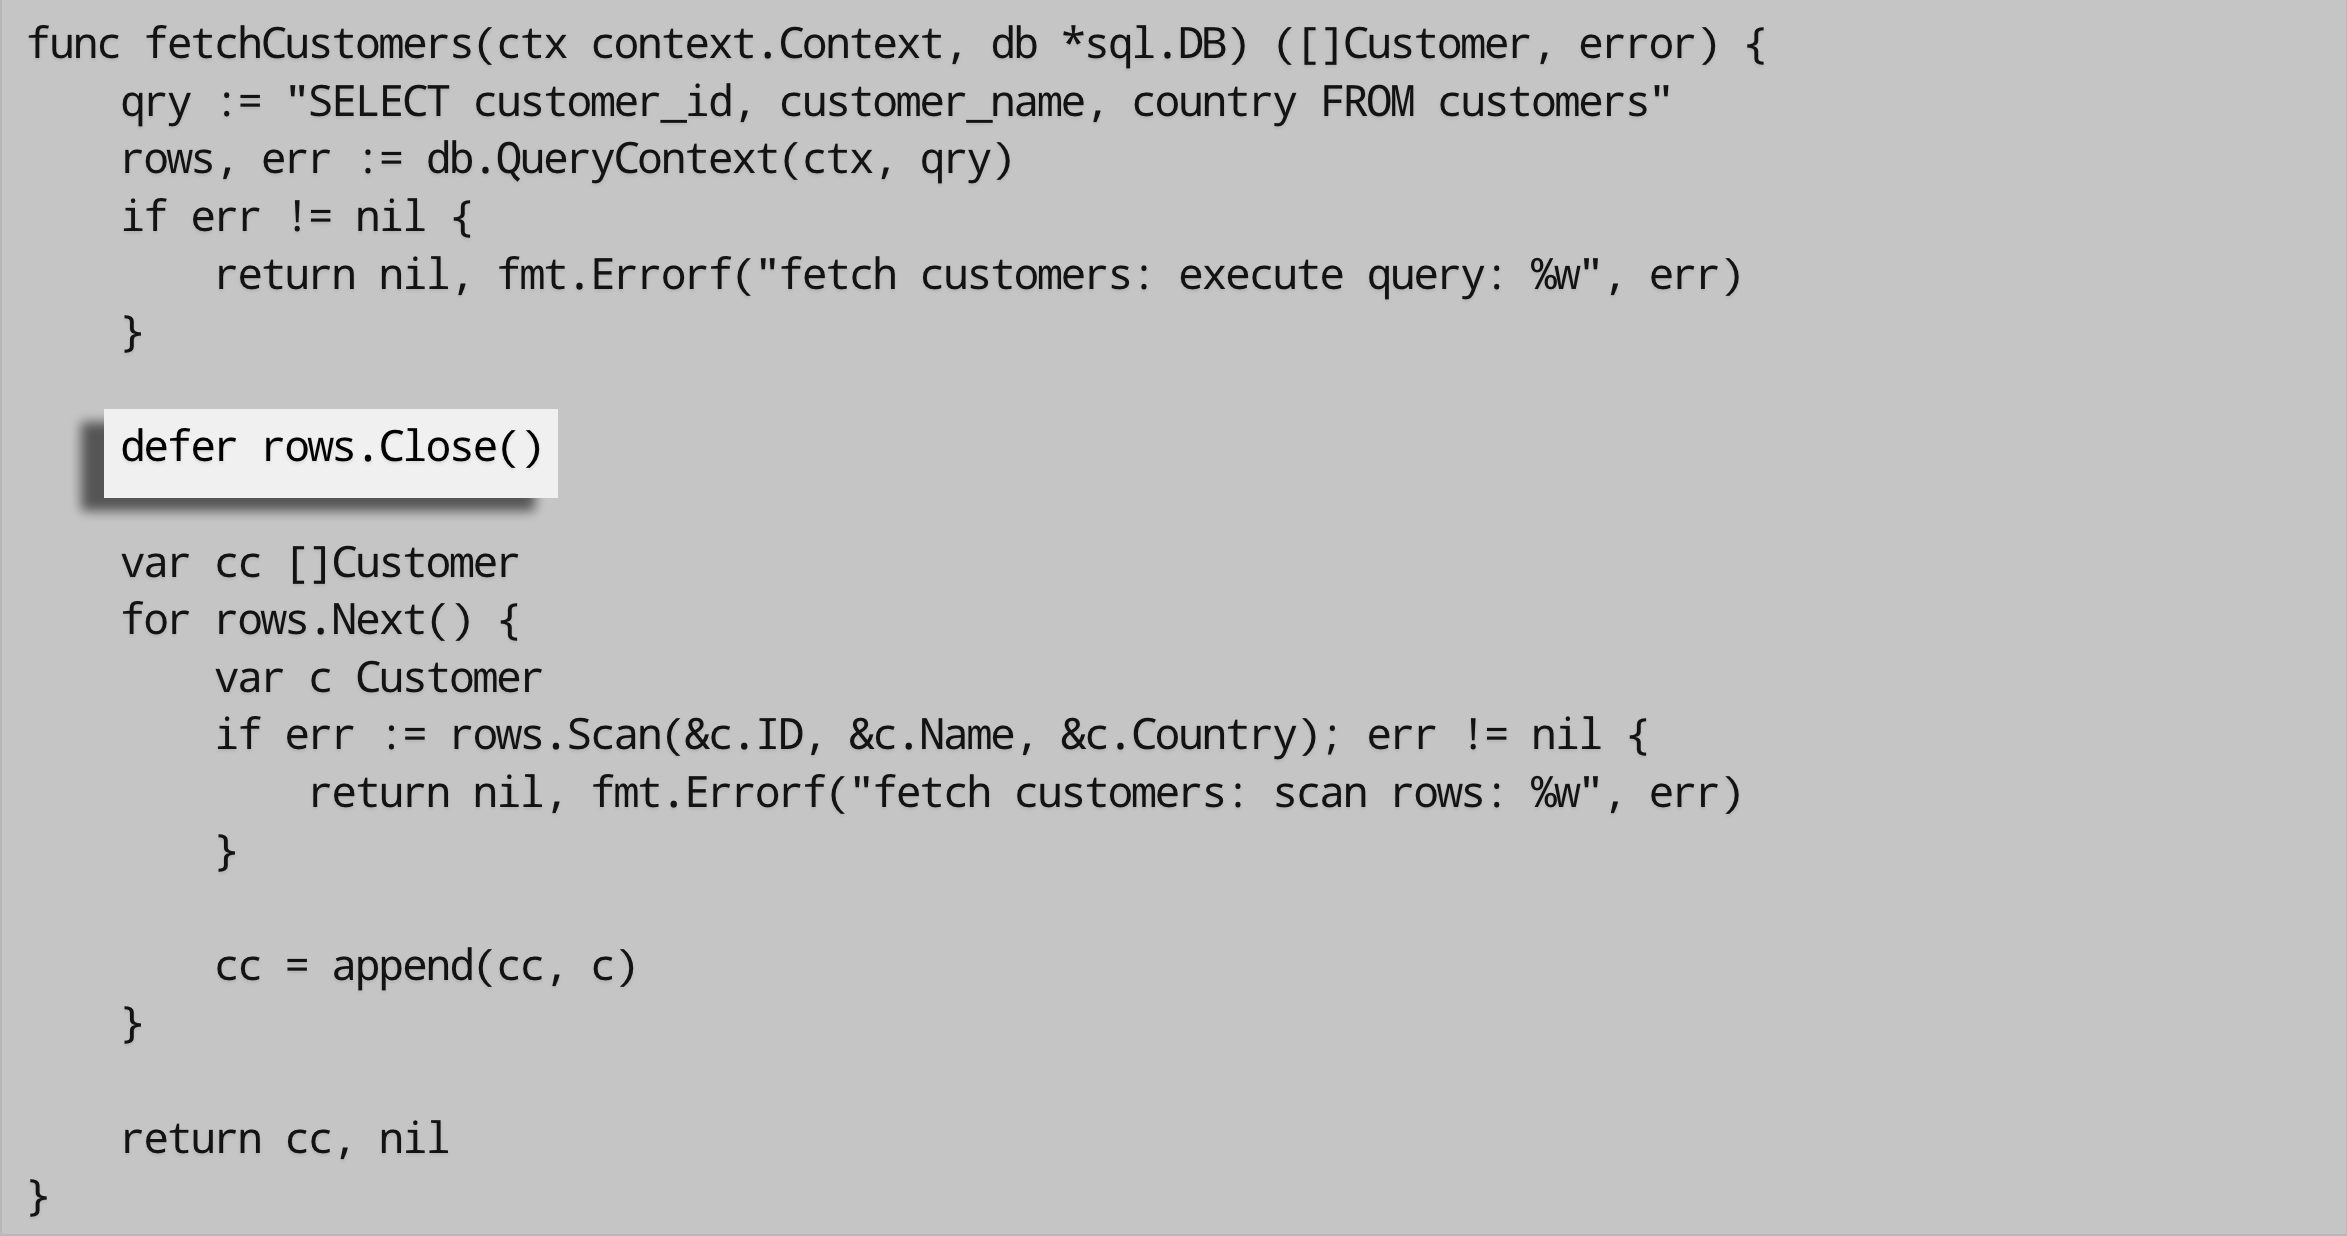 func fetchCustomers(ctx context.Context, db *sql.DB) ([]Customer, error) {
    qry := "SELECT customer_id, customer_name, country FROM customers"
    rows, err := db.QueryContext(ctx, qry)
    if err != nil {
        return nil, fmt.Errorf("fetch customers: execute query: %w", err)
    }
    defer rows.Close()
    var cc []Customer
    for rows.Next() {
        var c Customer
        if err := rows.Scan(&c.ID, &c.Name, &c.Country); err != nil {
            return nil, fmt.Errorf("fetch customers: scan rows: %w", err)
        }
        cc = append(cc, c)
    }
    return cc, nil
}